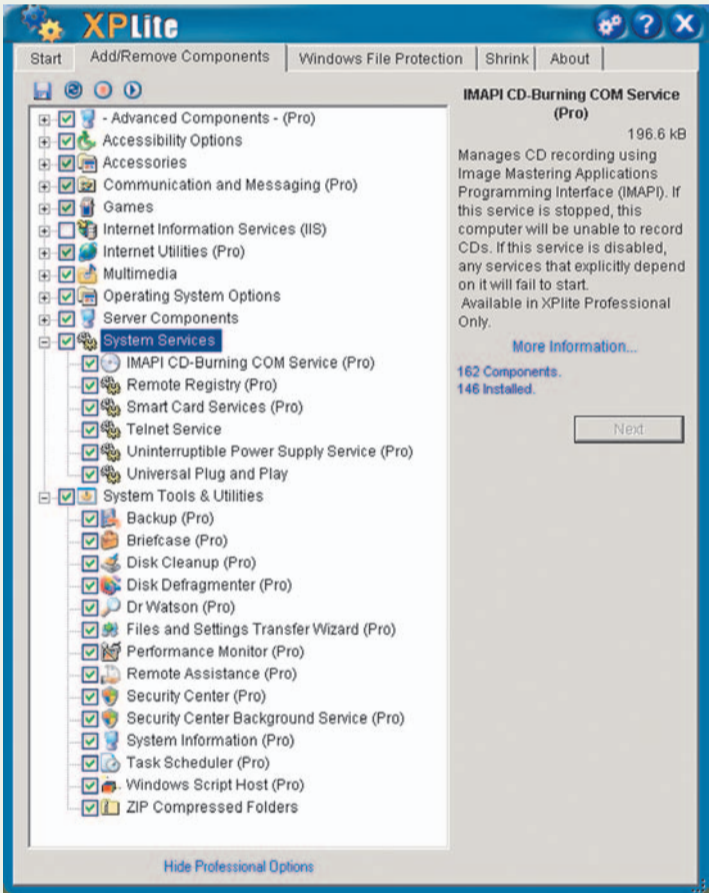 XPLite
Start
Add/Remove Components
Windows File Protection
Shrink
About
- Advanced Components - (Pro)
Accessibility Options
Accessories
Communication and Messaging (Pro)
Games
Internet Information Services (IIS)
Internet Utilities (Pro)
Multimedia
Operating System Options
Server Components
System Services
IMAPI CD-Burning COM Service (Pro)
Remote Registry (Pro)
Smart Card Services (Pro)
Telnet Service
Uninterruptible Power Supply Service (Pro)
Universal Plug and Play
System Tools & Utilities
Backup (Pro)
Briefcase (Pro)
Disk Cleanup (Pro)
Disk Defragmenter (Pro)
Dr Watson (Pro)
Files and Settings Transfer Wizard (Pro)
Performance Monitor (Pro)
Remote Assistance (Pro)
Security Center (Pro)
Security Center Background Service (Pro)
System Information (Pro)
Task Scheduler (Pro)
Windows Script Host (Pro)
ZIP Compressed Folders
Hide Professional Options
IMAPI CD-Burning COM Service
(Pro)
196.6 kB
Manages CD recording using
Image Mastering Applications
Programming Interface (IMAPI). If
this service is stopped, this
computer will be unable to record
CDs. If this service is disabled,
any services that explicitly depend
on it will fail to start.
Available in XPlite Professional
Only.
More Information...
162 Components.
146 Installed.
Next